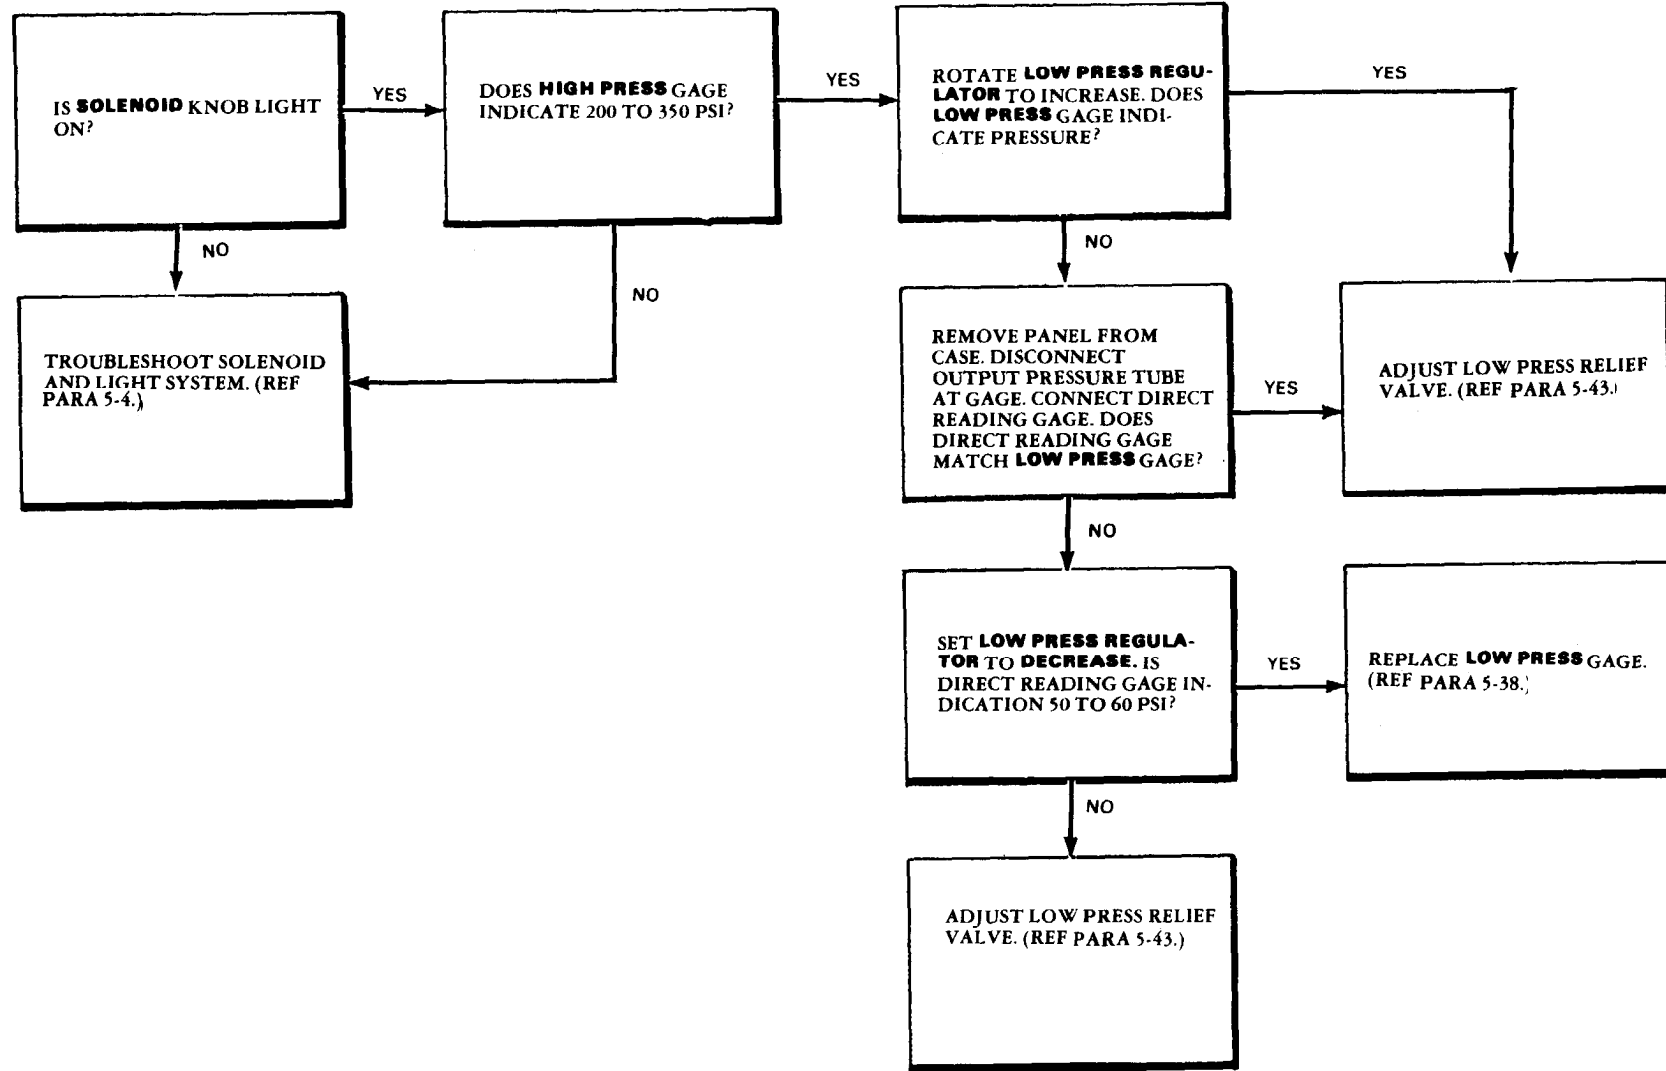 IS SOLENOID KNOB LIGHT
ON?
YES
DOES HIGH PRESS GAGE
INDICATE 200 TO 350 PSI?
YES
ROTATE LOW PRESS REGU-
LATOR TO INCREASE. DOES
LOW PRESS GAGE INDI-
CATE PRESSURE?
YES
NO
NO
NO
TROUBLESHOOT SOLENOID
AND LIGHT SYSTEM. (REF
PARA 5-4.)
REMOVE PANEL FROM
CASE. DISCONNECT
OUTPUT PRESSURE TUBE
AT GAGE. CONNECT DIRECT
READING GAGE. DOES
DIRECT READING GAGE
MATCH LOW PRESS GAGE?
YES
ADJUST LOW PRESS RELIEF
VALVE. (REF PARA 5-43.)
NO
SET LOW PRESS REGULA-
TOR TO DECREASE. IS
DIRECT READING GAGE IN-
DICATION 50 TO 60 PSI?
YES
REPLACE LOW PRESS GAGE.
(REF PARA 5-38.)
NO
ADJUST LOW PRESS RELIEF
VALVE. (REF PARA 5-43.)